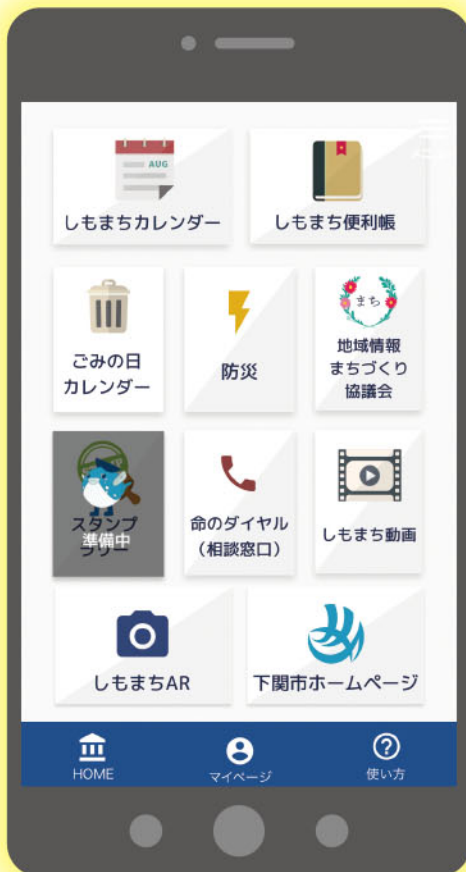 AUG
しもまちカレンダー
しもまち便利帳
ごみの日
カレンダー
防災
まち
地域情報
まちづくり
協議会
スタンプ
ラリー
準備中
命のダイヤル
（相談窓口）
しもまち動画
しもまちAR
下関市ホームページ
HOME
マイページ
使い方